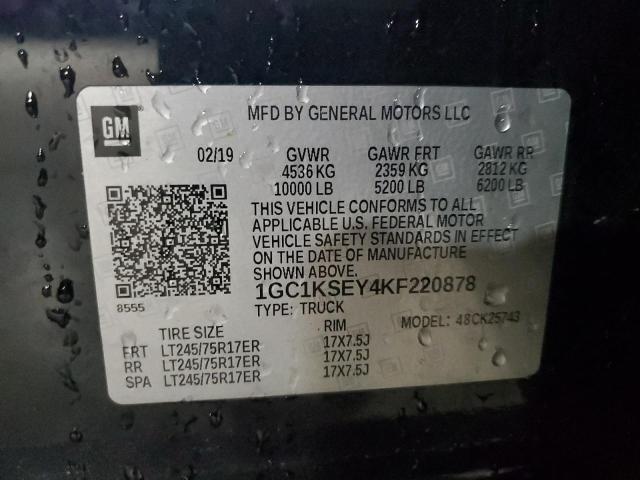 GM
MFD BY GENERAL MOTORS LLC
02/19 GVWR GAWR FRT GAWR RR
4536 KG 2359 KG 2812 KG
10000 LB 5200 LB 6200 LB
THIS VEHICLE CONFORMS TO ALL
APPLICABLE U.S. FEDERAL MOTOR
VEHICLE SAFETY STANDARDS IN EFFECT
ON THE DATE OF MANUFACTURE
SHOWN ABOVE.
8555
1GC1KSEY4KF220878
TYPE: TRUCK MODEL: 48CK25743
TIRE SIZE RIM
FRT LT245/75R17ER 17X7.5J
RR LT245/75R17ER 17X7.5J
SPA LT245/75R17ER 17X7.5J